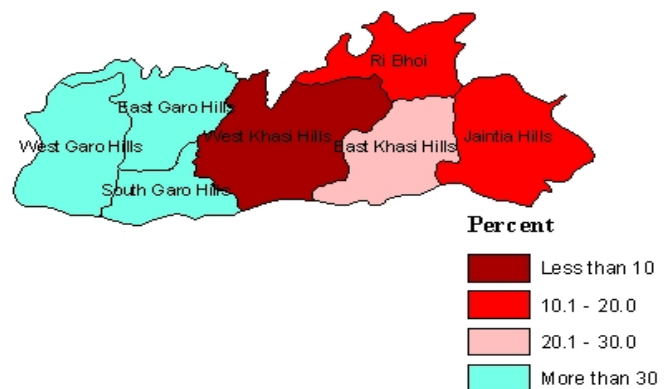 Ri Bhoi
East Garo Hills
West Garo Hills
West Khasi Hills
East Khasi Hills
Jaintia Hills
South Garo Hills
Percent
Less than 10
10.1 - 20.0
20.1 - 30.0
More than 30